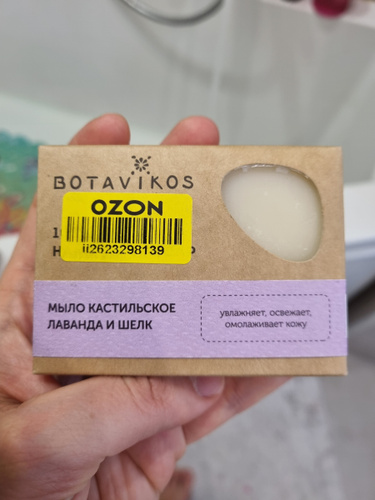 BOTAVIKOS
OZON
ii2623298139
МЫЛО КАСТИЛЬСКОЕ
ЛАВАНДА И ШЕЛК
увлажняет, освежает,
омолаживает кожу